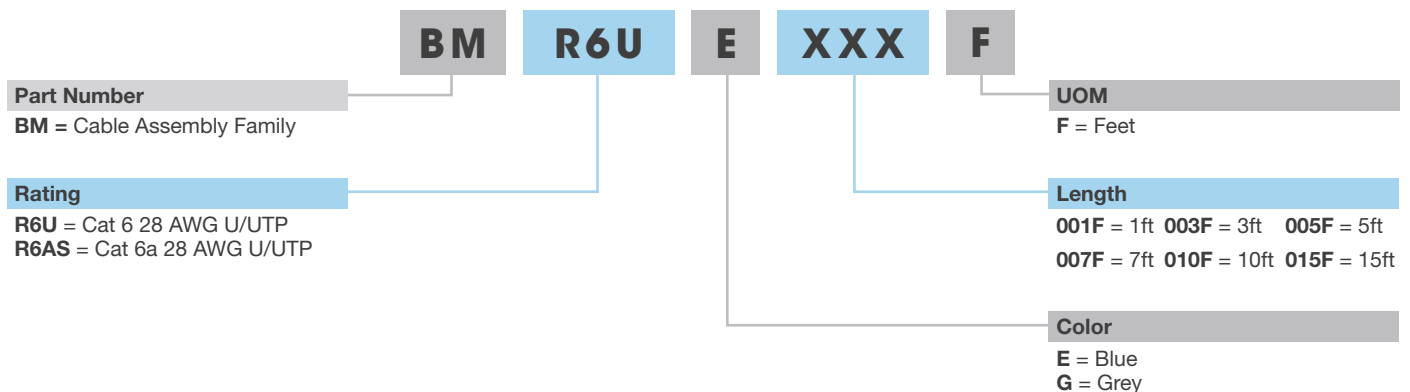 BM R6U E XXX F
Part Number
BM = Cable Assembly Family
UOM
F = Feet
Rating
R6U = Cat 6 28 AWG U/UTP
R6AS = Cat 6a 28 AWG U/UTP
Length
001F = 1ft 003F = 3ft 005F = 5ft
007F = 7ft 010F = 10ft 015F = 15ft
Color
E = Blue
G = Grey